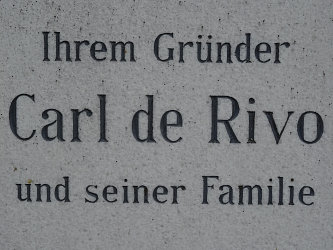 Ihrem Gründer
Carl de Rivo
und seiner Familie